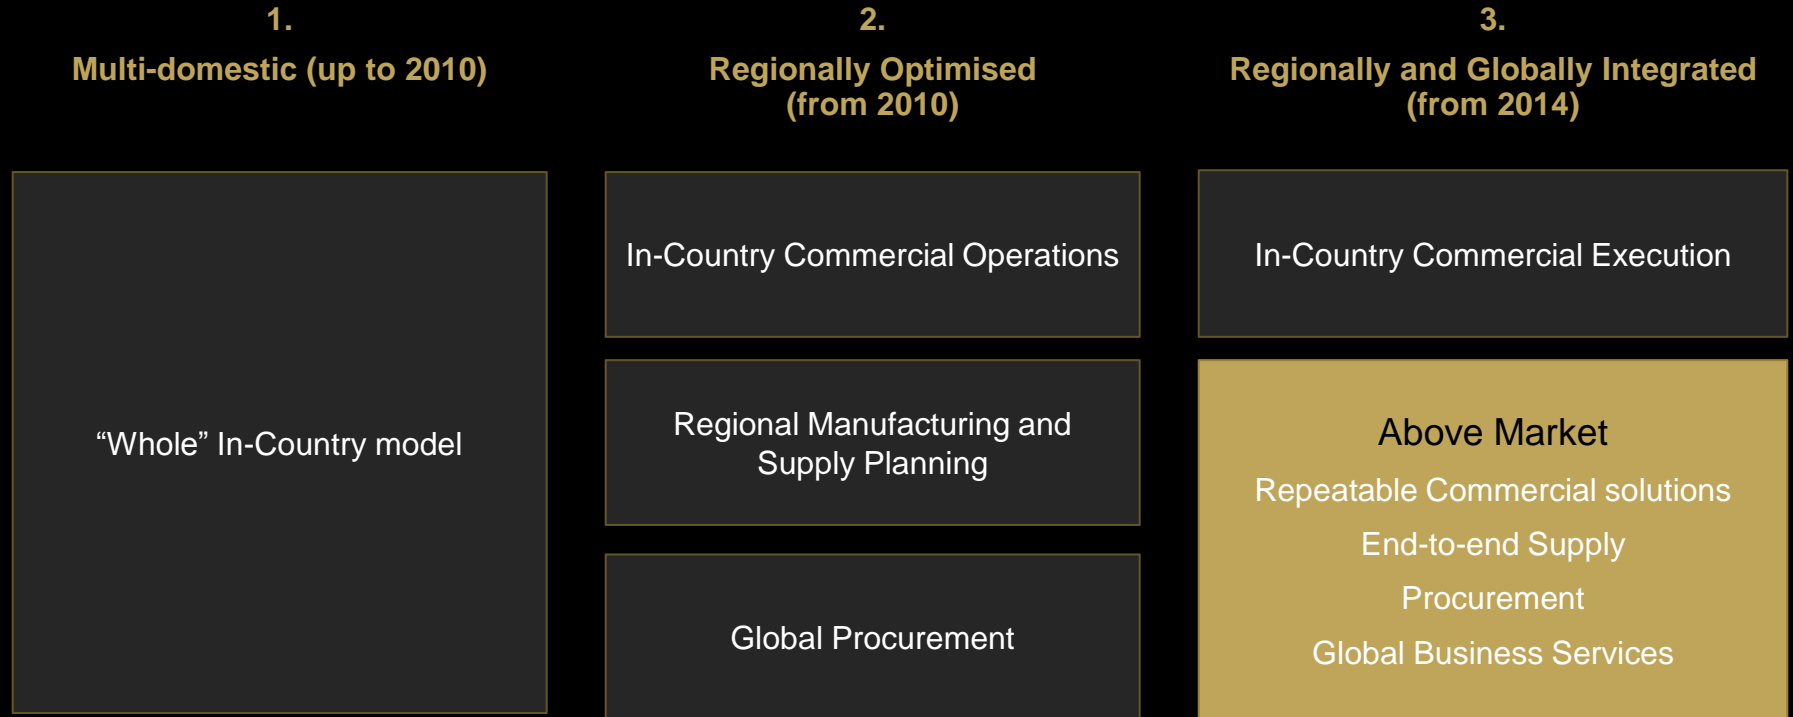 1.
Multi-domestic (up to 2010)
“Whole” In-Country model
2.
Regionally Optimised
(from 2010)
In-Country Commercial Operations
Regional Manufacturing and
Supply Planning
Global Procurement
3.
Regionally and Globally Integrated
(from 2014)
In-Country Commercial Execution
Above Market
Repeatable Commercial solutions
End-to-end Supply
Procurement
Global Business Services